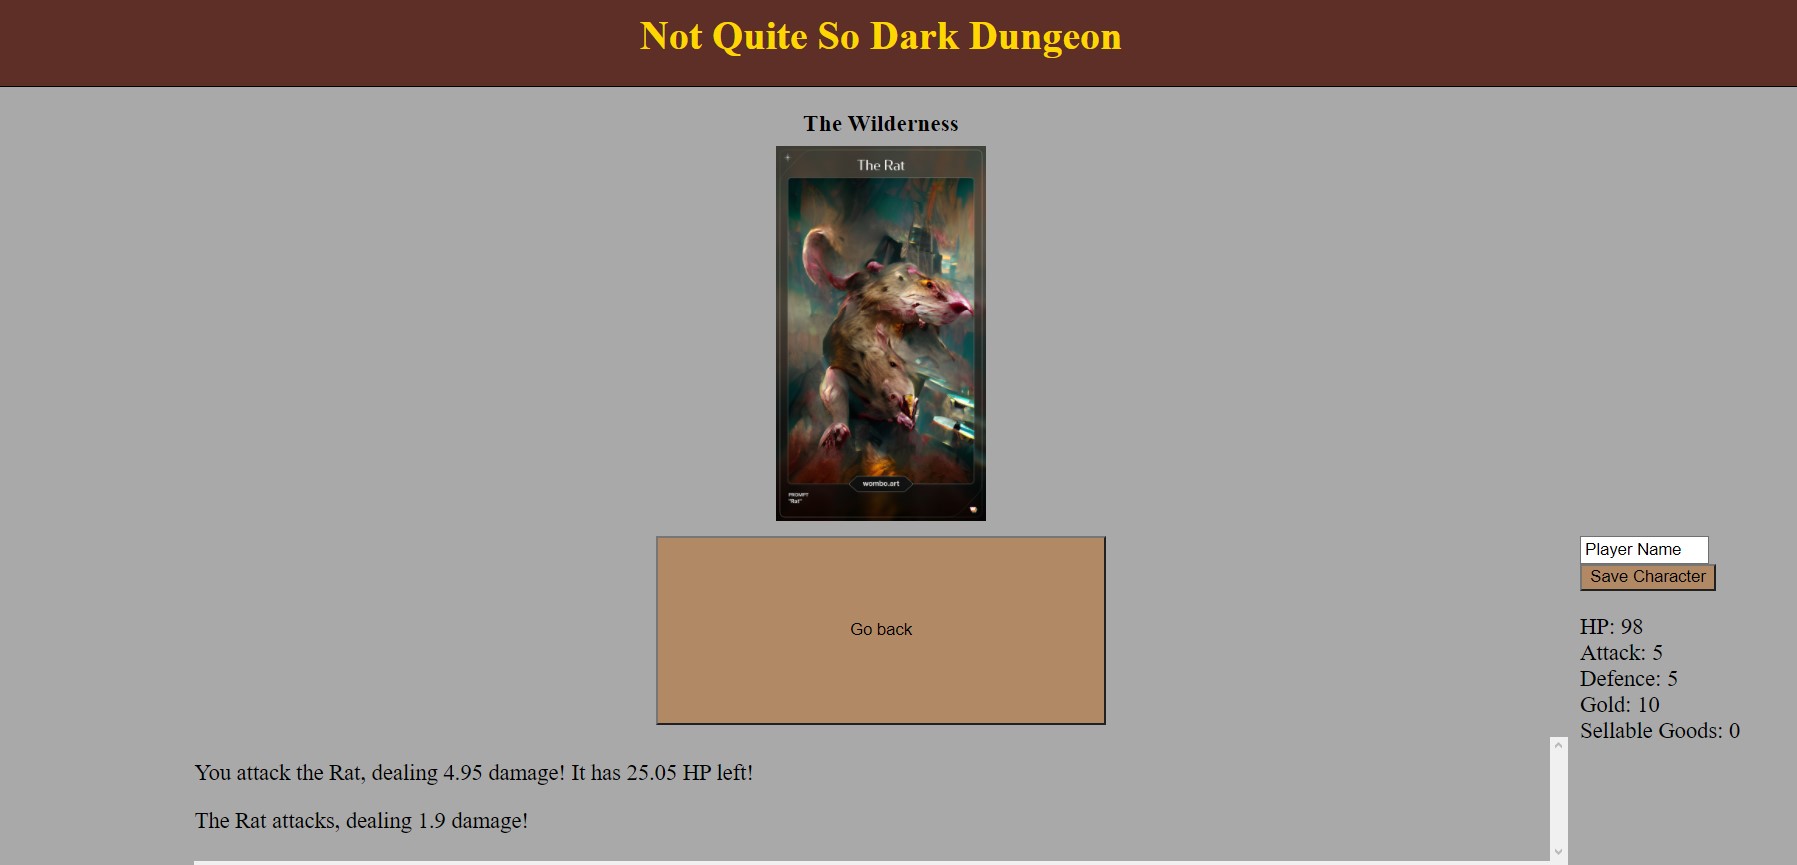 Not Quite So Dark Dungeon
The Wilderness
The Rat
wombo.art
PROMPT
"Rat"
Go back
Player Name
Save Character
HP: 98
Attack: 5
Defence: 5
Gold: 10
Sellable Goods: 0
You attack the Rat, dealing 4.95 damage! It has 25.05 HP left!
The Rat attacks, dealing 1.9 damage!